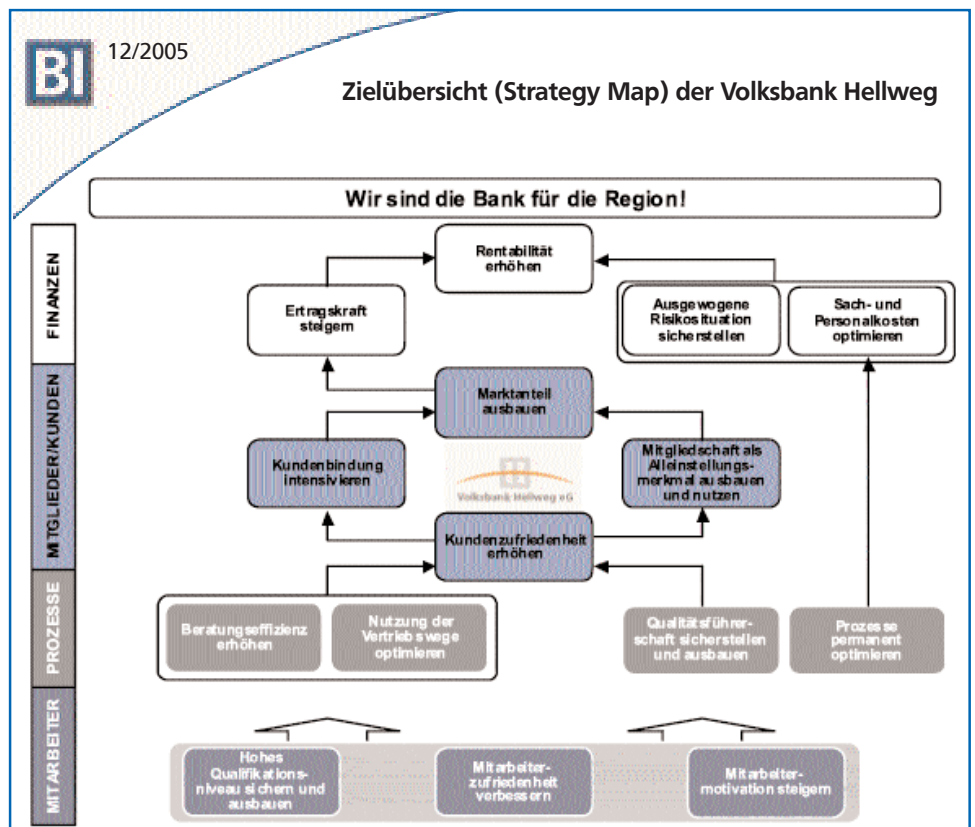 BI
12/2005
Zielübersicht (Strategy Map) der Volksbank Hellweg
Wir sind die Bank für die Region!
FINANZEN
Rentabilität
erhöhen
Ertragskraft
steigern
Ausgewogene
Risikosituation
sicherstellen
Sach- und
Personalkosten
optimieren
MITGLIEDER/KUNDEN
Marktanteil
ausbauen
Kundenbindung
intensivieren
Volksbank Hellweg eG
Mitgliedschaft als
Alleinstellungs-
merkmal ausbauen
und nutzen
Kundenzufriedenheit
erhöhen
PROZESSE
Beratungseffizienz
erhöhen
Nutzung der
Vertriebswege
optimieren
Qualitätsführer-
schaft sicherstellen
und ausbauen
Prozesse
permanent
optimieren
MITARBEITER
Hohes
Qualifikations-
niveau sichern und
ausbauen
Mitarbeiter-
zufriedenheit
verbessern
Mitarbeiter-
motivation steigern